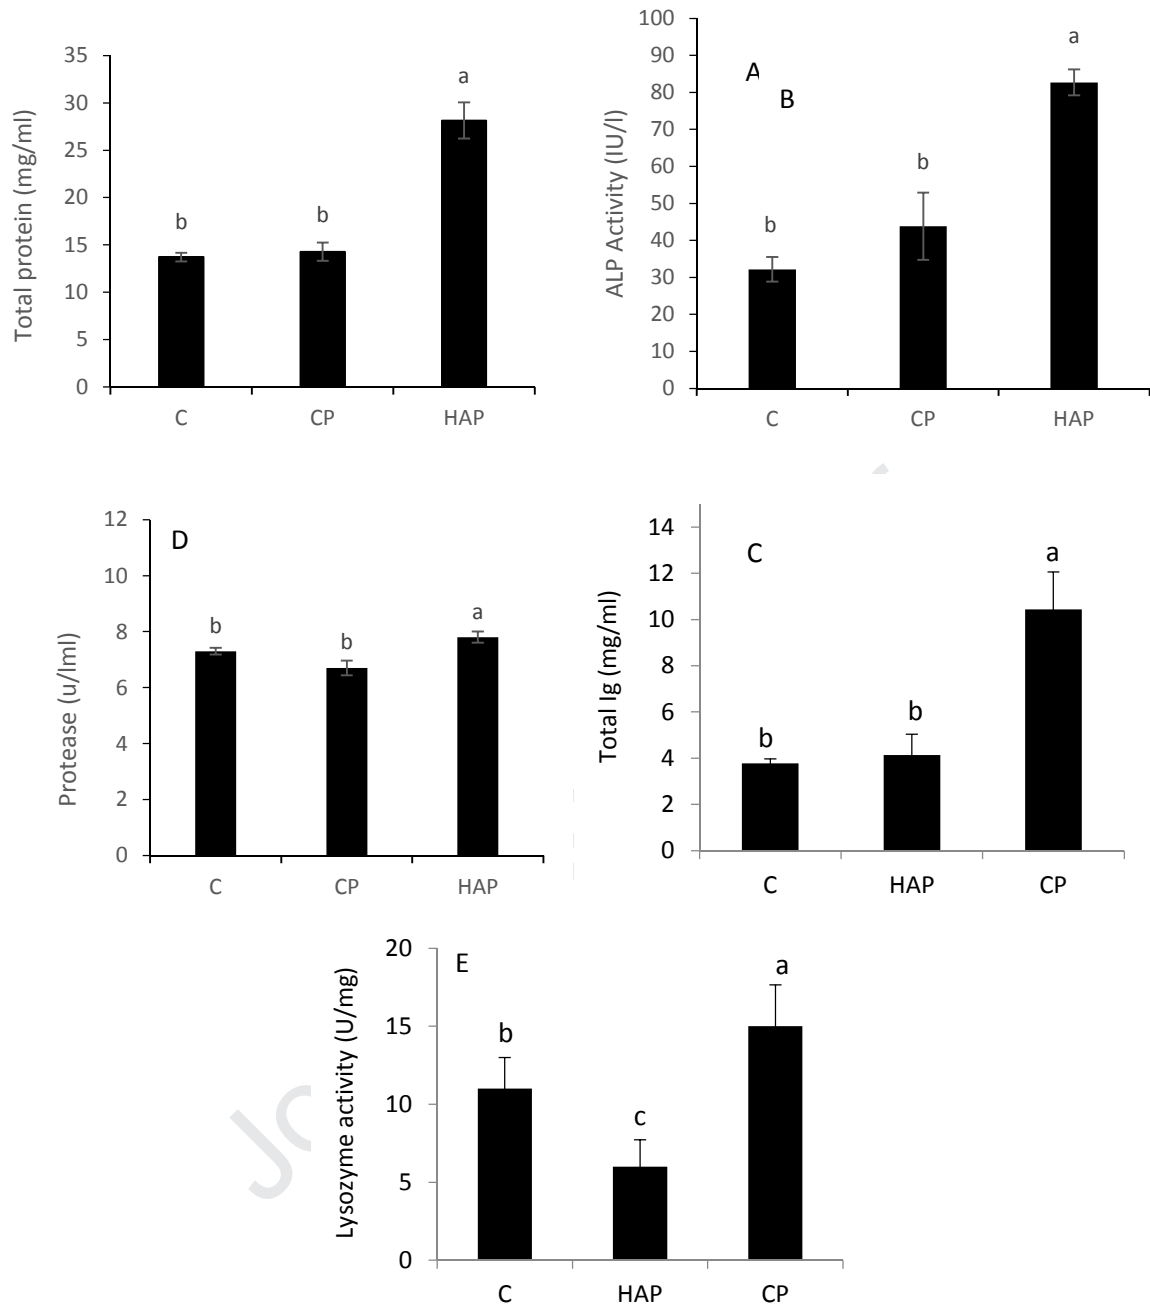 Total protein (mg/ml)
35
30
25
20
15
10
5
0
b
b
a
C
CP
HAP
ALP Activity (IU/l)
100
90
80
70
60
50
40
30
20
10
0
A
B
b
b
a
C
CP
HAP
Protease (u/lml)
12
10
8
6
4
2
0
D
b
b
a
C
CP
HAP
Total Ig (mg/ml)
14
12
10
8
6
4
2
0
C
b
b
a
C
HAP
CP
Lysozyme activity (U/mg)
20
15
10
5
0
E
b
c
a
C
HAP
CP